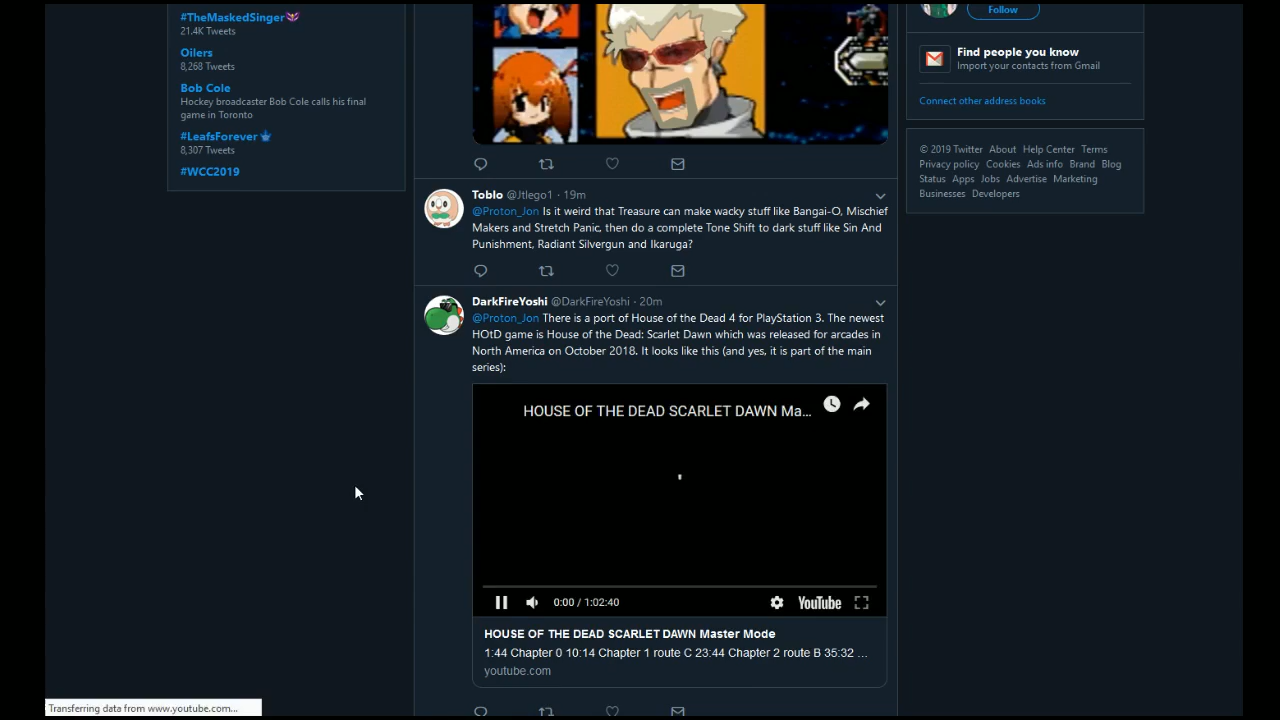 #TheMaskedSinger
21.4K Tweets
Oilers
8,268 Tweets
Bob Cole
Hockey broadcaster Bob Cole calls his final
game in Toronto
#LeafsForever
8,307 Tweets
#WCC2019
Toblo @Jtlego1 · 19m
@Proton_Jon Is it weird that Treasure can make wacky stuff like Bangai-O, Mischief
Makers and Stretch Panic, then do a complete Tone Shift to dark stuff like Sin And
Punishment, Radiant Silvergun and Ikaruga?
DarkFireYoshi @DarkFireYoshi · 20m
@Proton_Jon There is a port of House of the Dead 4 for PlayStation 3. The newest
HOtD game is House of the Dead: Scarlet Dawn which was released for arcades in
North America on October 2018. It looks like this (and yes, it is part of the main
series):
HOUSE OF THE DEAD SCARLET DAWN Ma...
0:00 / 1:02:40
YouTube
HOUSE OF THE DEAD SCARLET DAWN Master Mode
1:44 Chapter 0 10:14 Chapter 1 route C 23:44 Chapter 2 route B 35:32 ...
youtube.com
Follow
Find people you know
Import your contacts from Gmail
Connect other address books
© 2019 Twitter About Help Center Terms
Privacy policy Cookies Ads info Brand Blog
Status Apps Jobs Advertise Marketing
Businesses Developers
Transferring data from www.youtube.com...